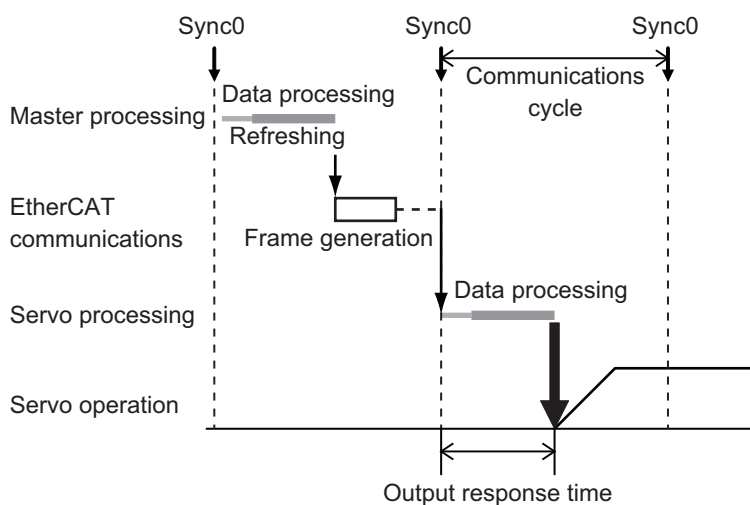 Sync0
Sync0
Sync0
Communications
cycle
Data processing
Master processing
Refreshing
EtherCAT
communications
Frame generation
Data processing
Servo processing
Servo operation
Output response time